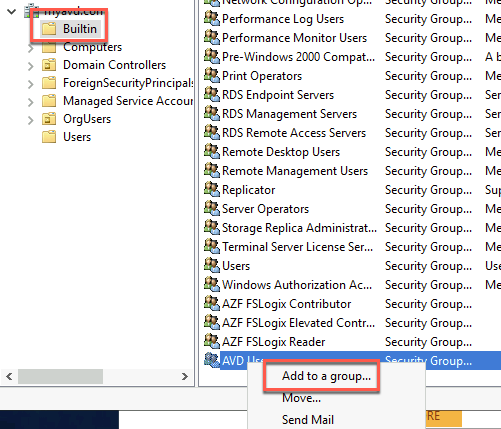 myavd.com
Builtin
Computers
Domain Controllers
ForeignSecurityPrincipals
Managed Service Accou
OrgUsers
Users
Network Configuration Op... Security Group... Me
Performance Log Users Security Group... Me
Performance Monitor Users Security Group... Me
Pre-Windows 2000 Compat... Security Group... A b
Print Operators Security Group... Me
RDS Endpoint Servers Security Group... Ser
RDS Management Servers Security Group... Ser
RDS Remote Access Servers Security Group... Ser
Remote Desktop Users Security Group... Me
Remote Management Users Security Group... Me
Replicator Security Group... Sup
Server Operators Security Group... Me
Storage Replica Administrat... Security Group... Me
Terminal Server License Ser... Security Group... Me
Users Security Group... Use
Windows Authorization Ac... Security Group... Me
AZF FSLogix Contributor Security Group...
AZF FSLogix Elevated Contr... Security Group...
AZF FSLogix Reader Security Group...
AVD Use Security Group...
Add to a group...
Move...
Send Mail
RE